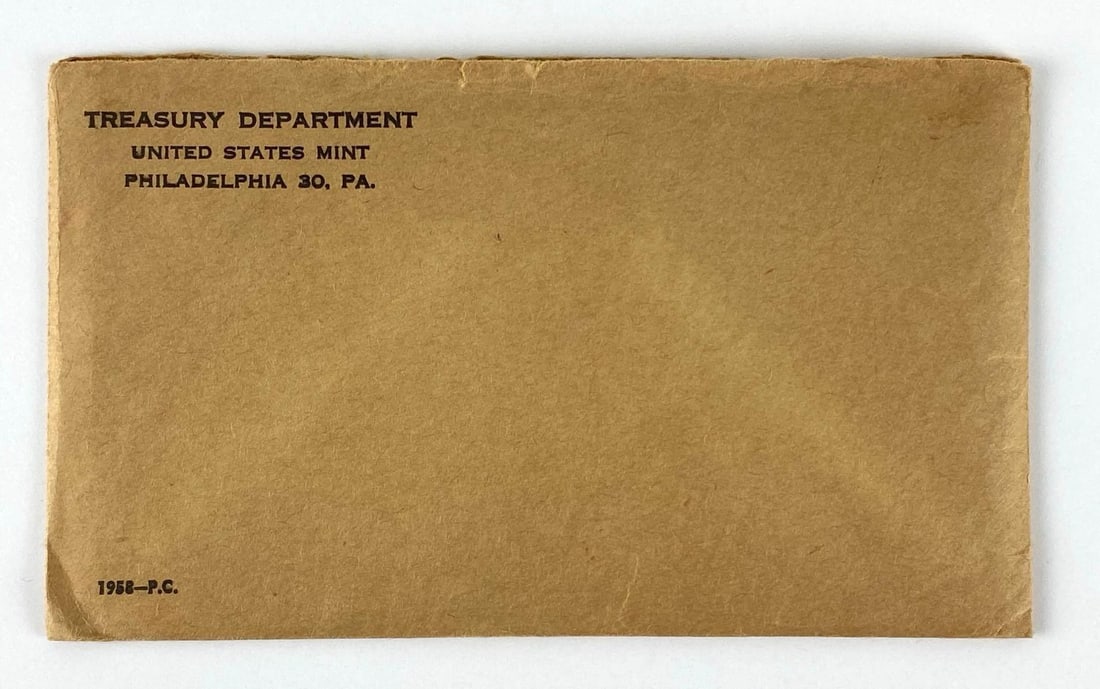 TREASURY DEPARTMENT
UNITED STATES MINT
PHILADELPHIA 30, PA.
1958—P.C.